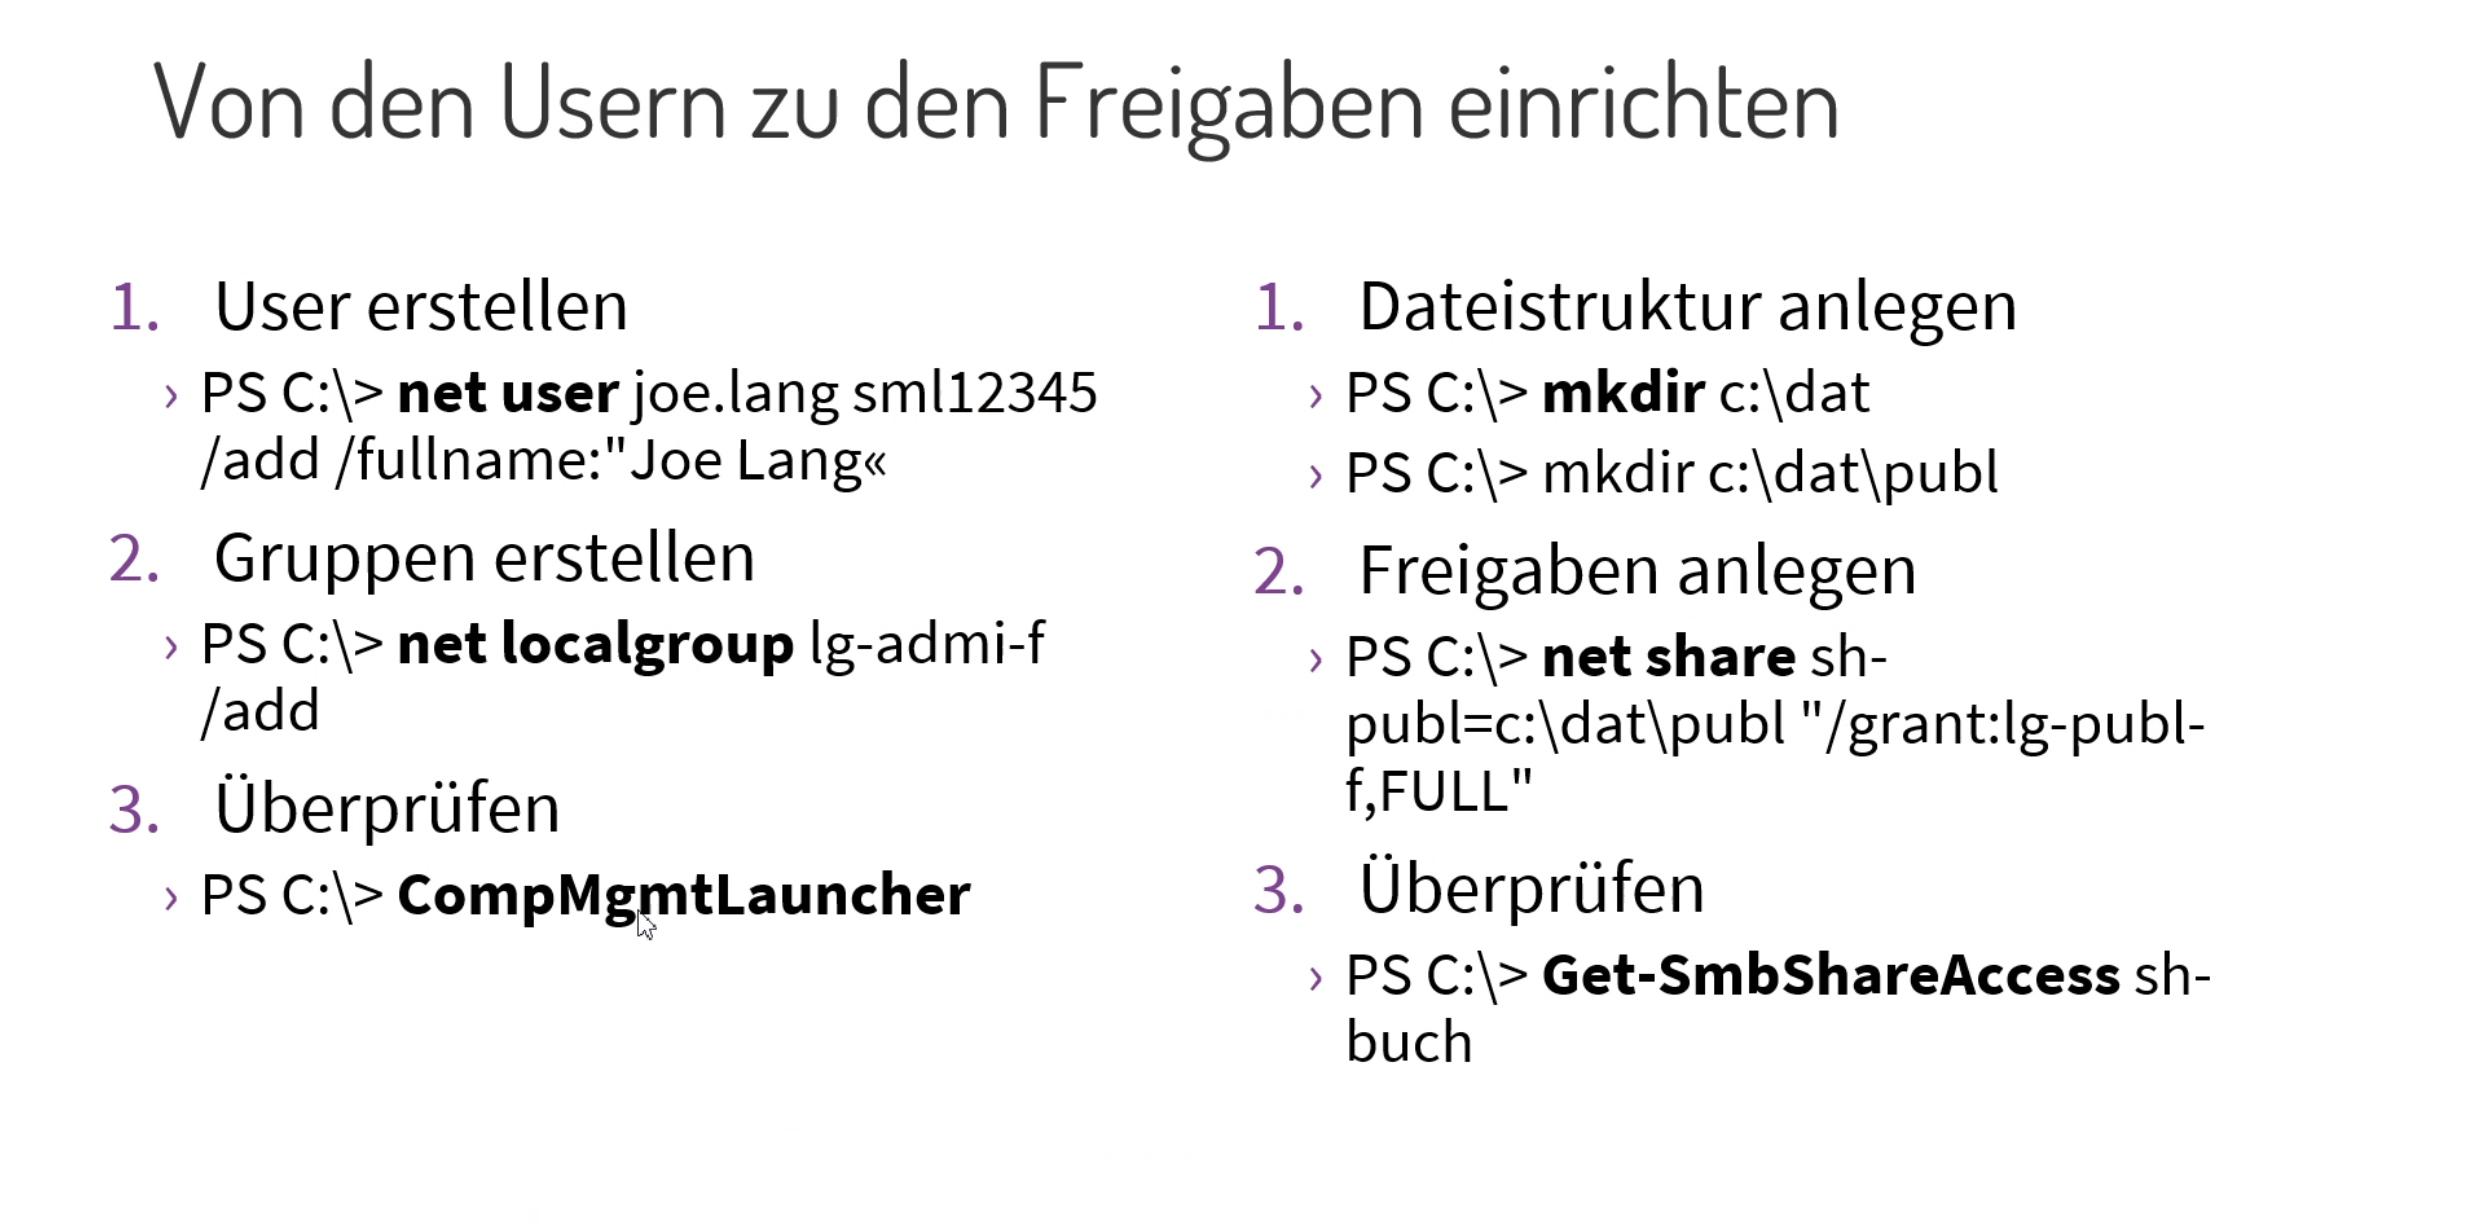 Von den Usern zu den Freigaben einrichten
1. User erstellen
› PS C:\> net user joe.lang sml12345
/add /fullname:"Joe Lang«
2. Gruppen erstellen
› PS C:\> net localgroup lg-admi-f
/add
3. Überprüfen
› PS C:\> CompMgmtLauncher
1. Dateistruktur anlegen
› PS C:\> mkdir c:\dat
› PS C:\> mkdir c:\dat\publ
2. Freigaben anlegen
› PS C:\> net share sh-
publ=c:\dat\publ "/grant:lg-publ-
f,FULL"
3. Überprüfen
› PS C:\> Get-SmbShareAccess sh-
buch